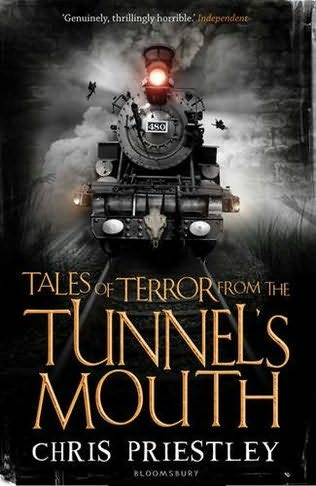 'Genuinely, thrillingly horrible.' Independent
480
TALES OF TERROR FROM THE
TUNNEL'S
MOUTH
CHRIS PRIESTLEY
BLOOMSBURY